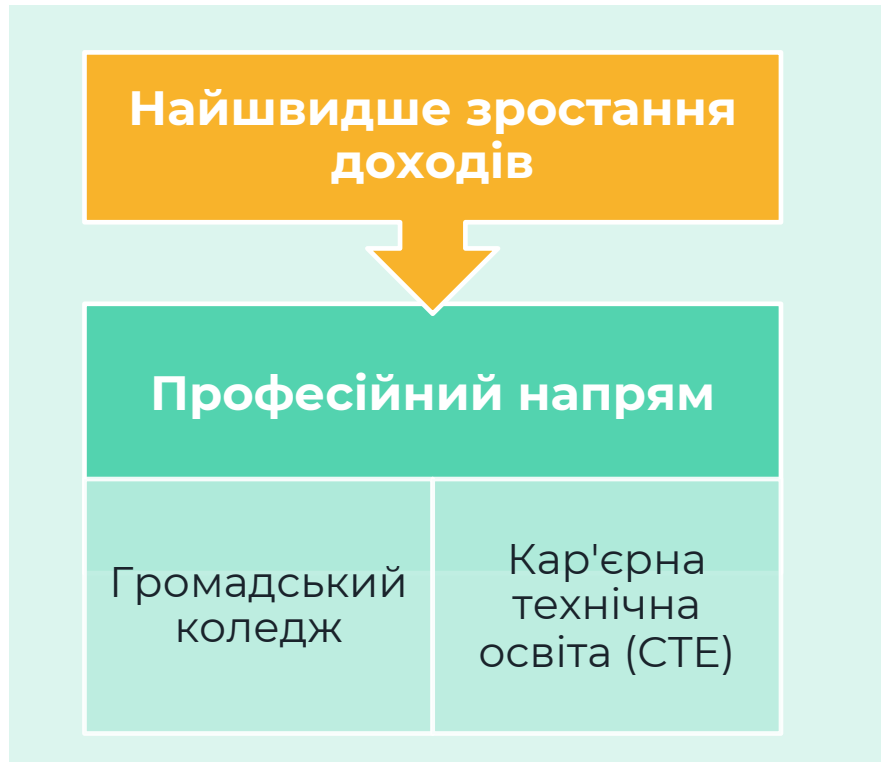 Найшвидше зростання
доходів
Професійний напрям
Громадський
коледж
Кар'єрна
технічна
освіта (CTE)